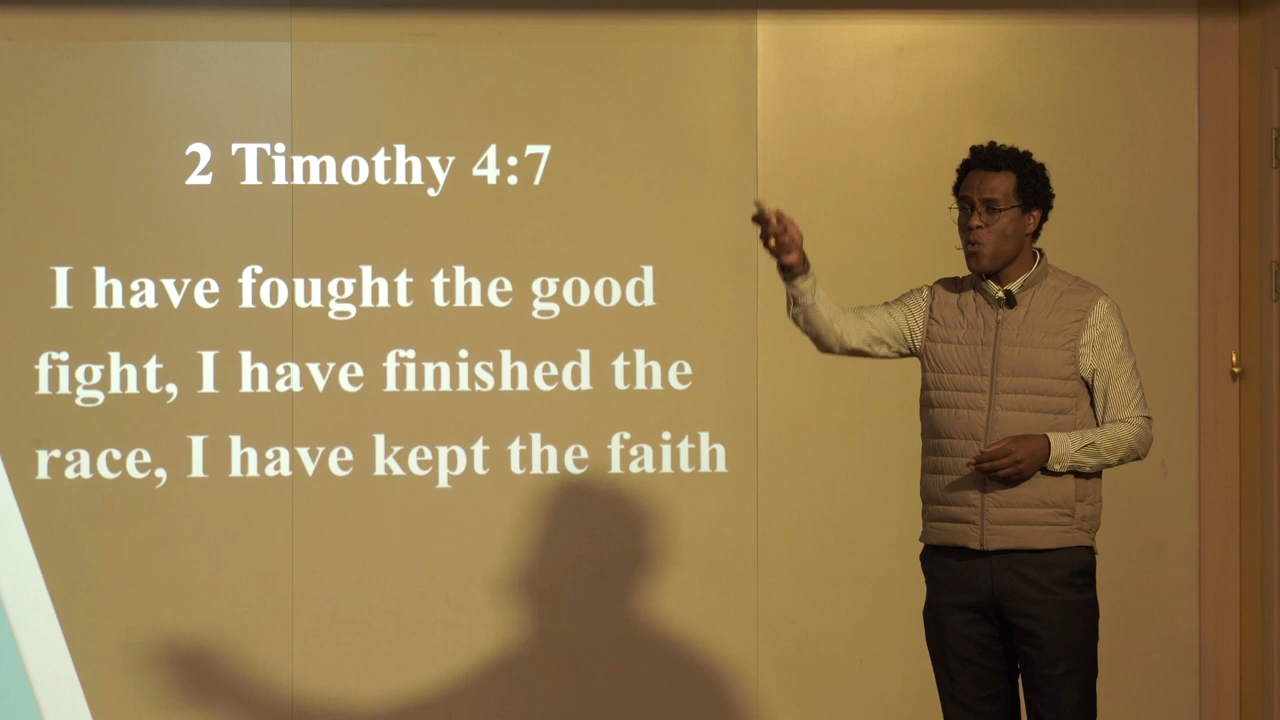 2 Timothy 4:7
I have fought the good
fight, I have finished the
race, I have kept the faith